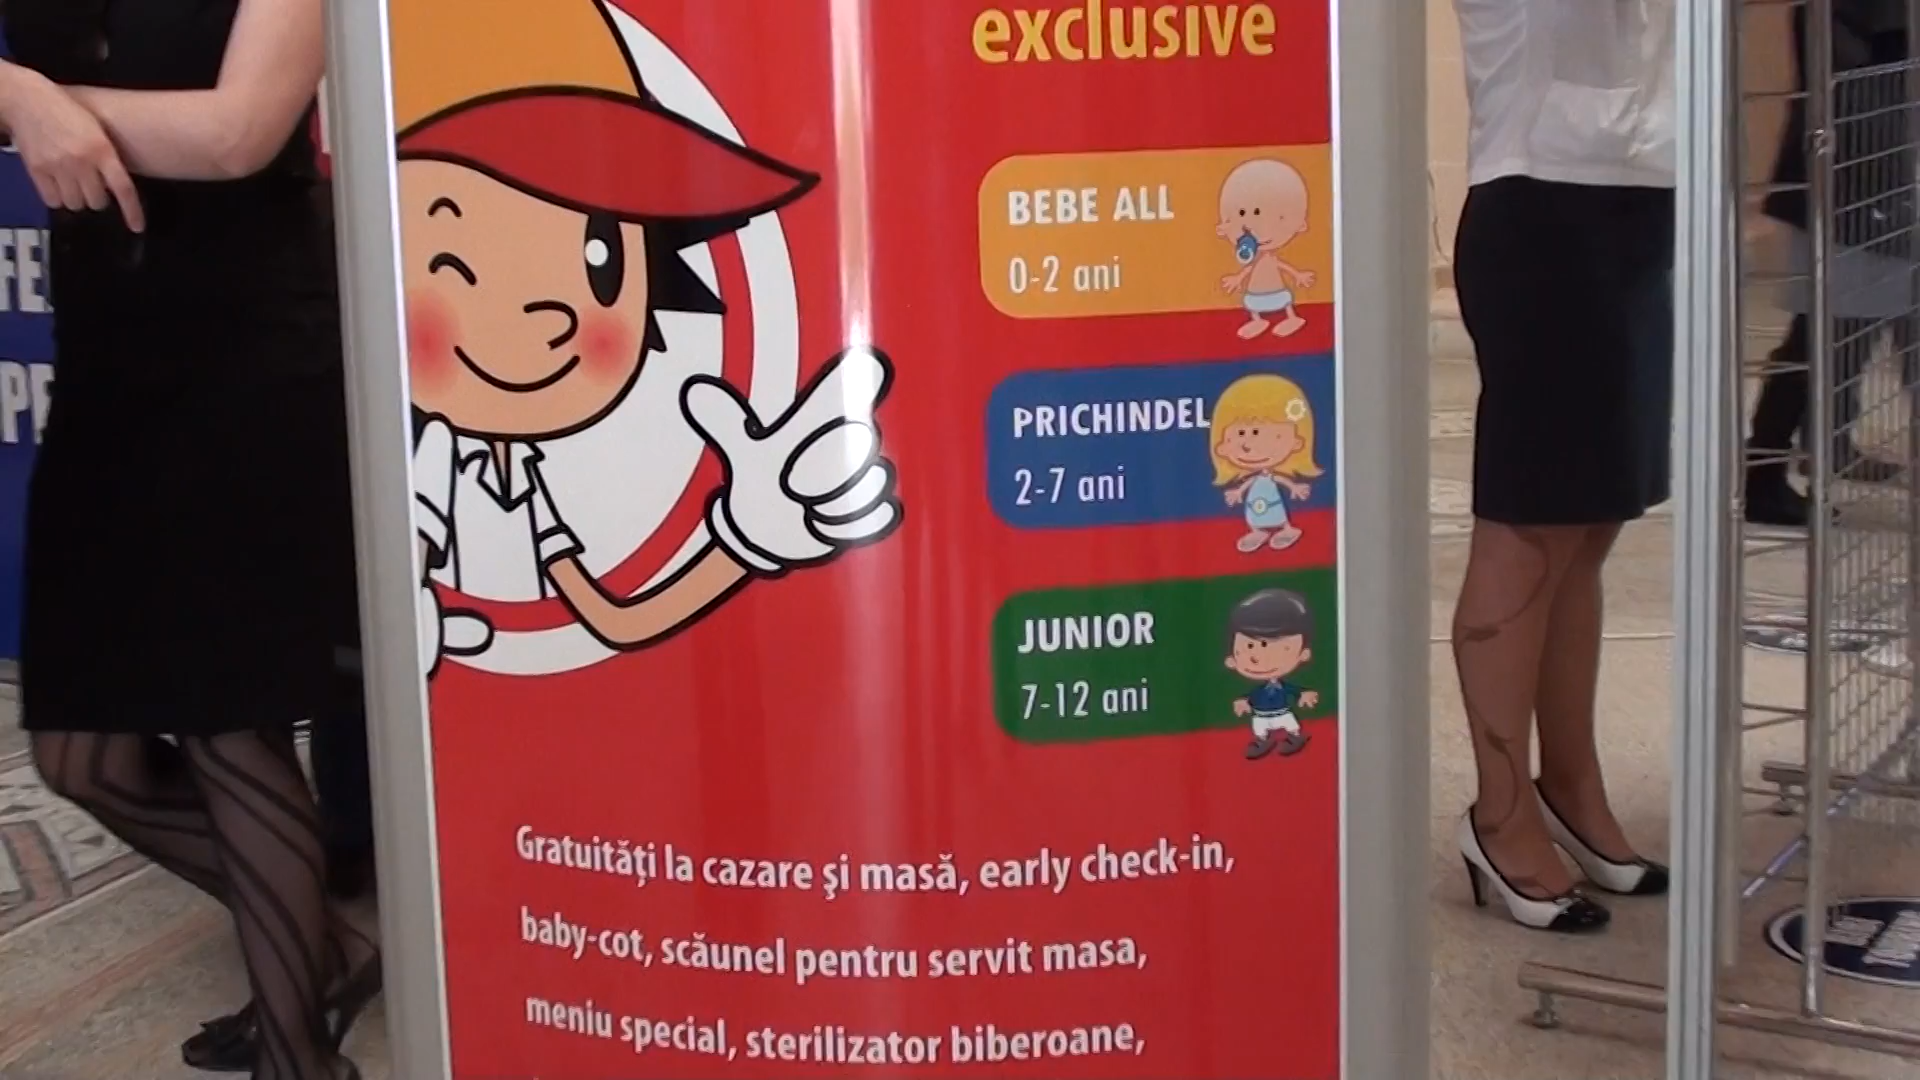 exclusive
BEBE ALL
0-2 ani
PRICHINDEL
2-7 ani
JUNIOR
7-12 ani
Gratuităţi la cazare şi masă, early check-in,
baby-cot, scăunel pentru servit masa,
meniu special, sterilizator biberoane,